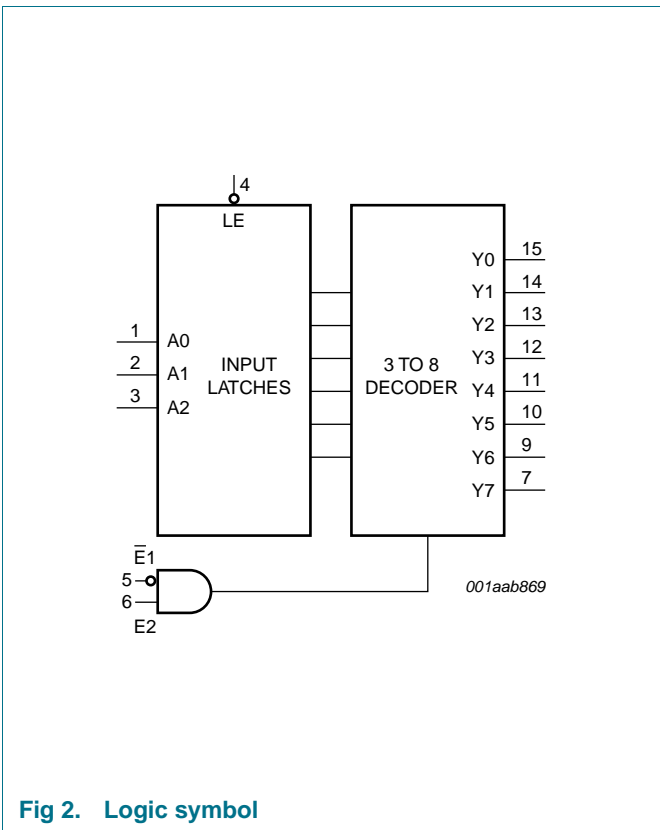 4
LE
1 A0
2 A1
3 A2
INPUT
LATCHES
3 TO 8
DECODER
Y0 15
Y1 14
Y2 13
Y3 12
Y4 11
Y5 10
Y6 9
Y7 7
E̅1
5
6
E2
001aab869
Fig 2. Logic symbol